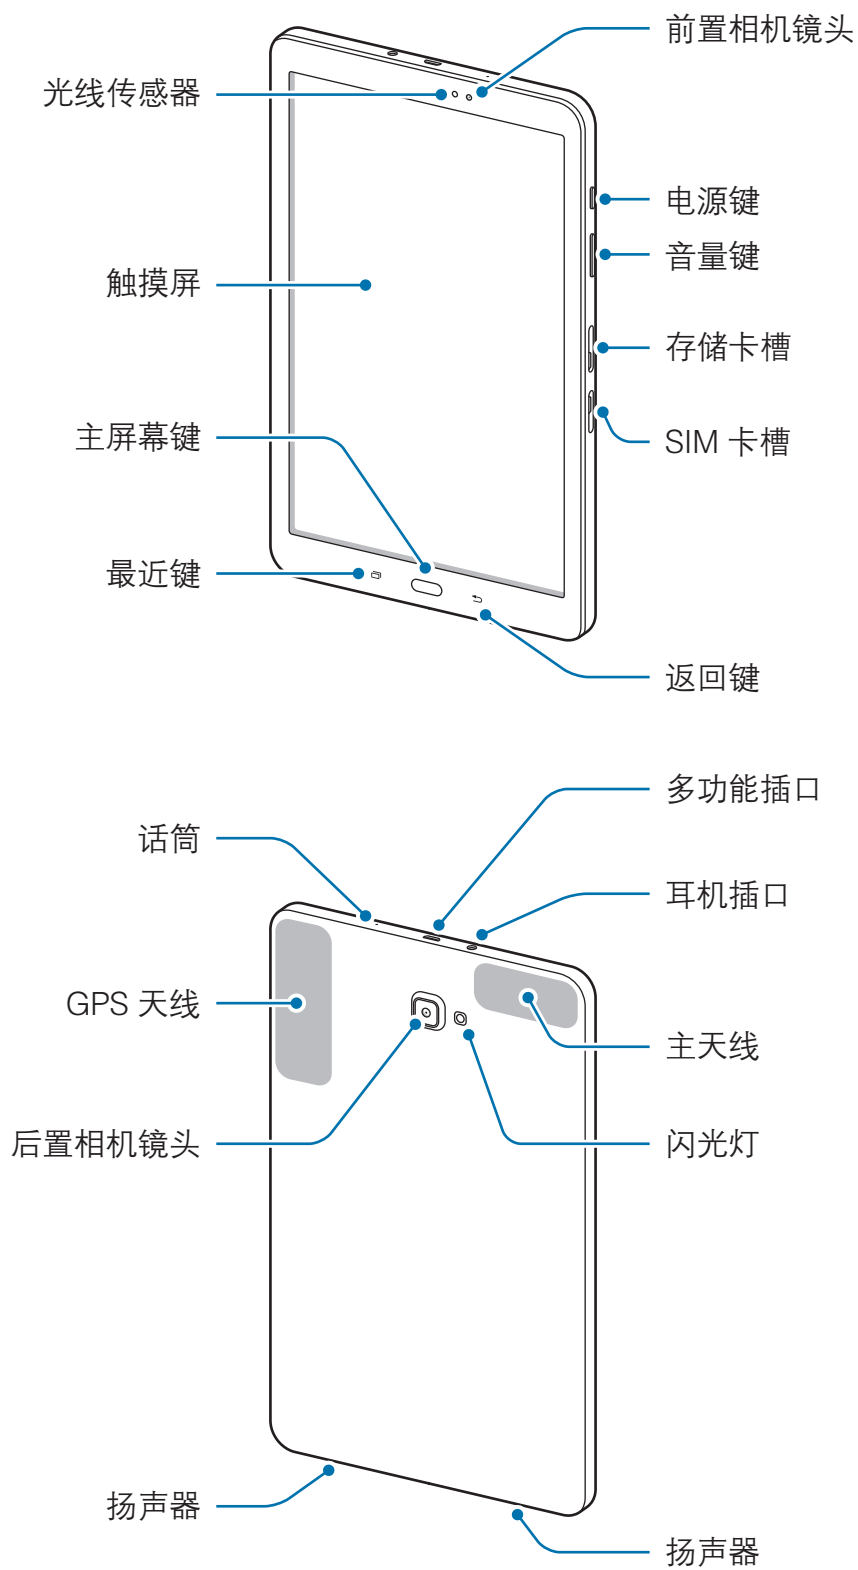 前置相机镜头
光线传感器
电源键
音量键
触摸屏
存储卡槽
主屏幕键
SIM 卡槽
最近键
返回键
多功能插口
话筒
耳机插口
GPS 天线
主天线
后置相机镜头
闪光灯
扬声器
扬声器